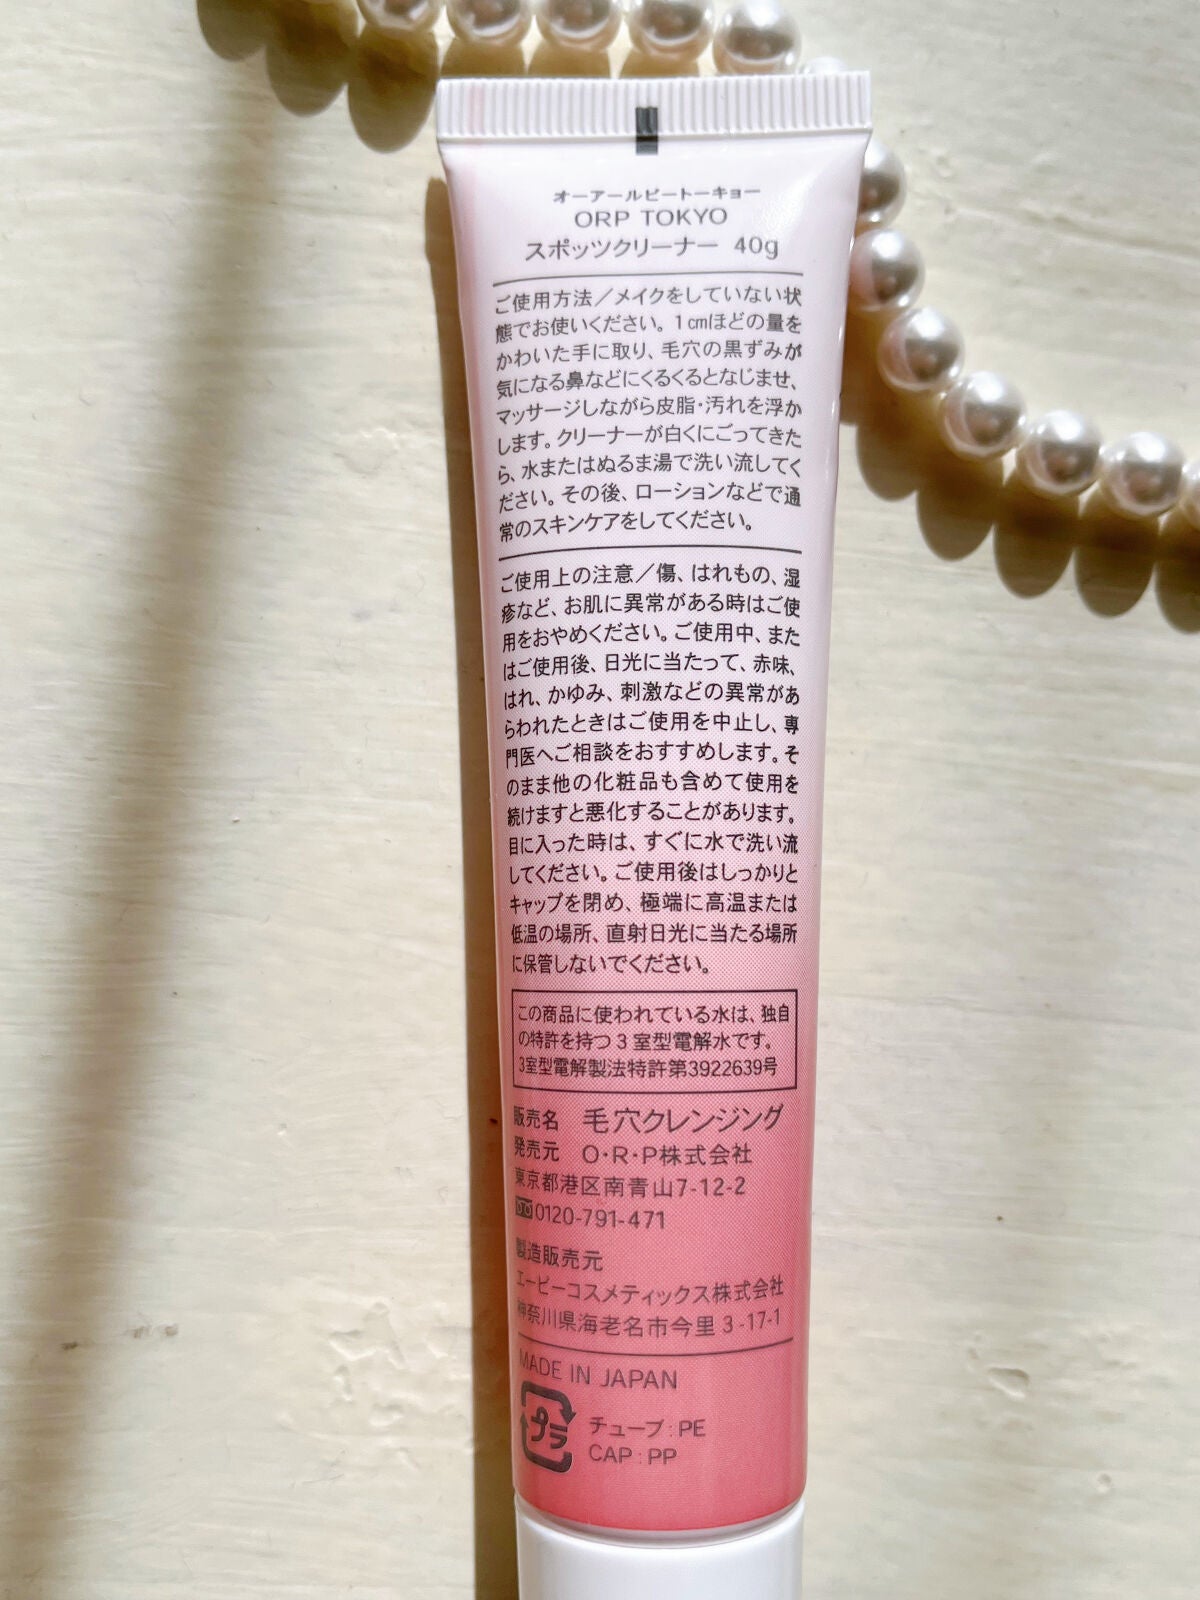 オーアールピートーキョー
ORP TOKYO
スポッツクリーナー 40g
ご使用方法／メイクをしていない状
態でお使いください。1㎝ほどの量を
かわいた手に取り、毛穴の黒ずみが
気になる鼻などにくるくるとなじませ、
マッサージしながら皮脂・汚れを浮か
します。クリーナーが白くにごってきた
ら、水またはぬるま湯で洗い流してく
ださい。その後、ローションなどで通
常のスキンケアをしてください。
ご使用上の注意／傷、はれもの、湿
疹など、お肌に異常がある時はご使
用をおやめください。ご使用中、また
はご使用後、日光に当たって、赤味、
はれ、かゆみ、刺激などの異常があ
らわれたときはご使用を中止し、専
門医へご相談をおすすめします。そ
のまま他の化粧品も含めて使用を
続けますと悪化することがあります。
目に入った時は、すぐに水で洗い流
してください。ご使用後はしっかりと
キャップを閉め、極端に高温または
低温の場所、直射日光に当たる場所
に保管しないでください。
この商品に使われている水は、独自
の特許を持つ3室型電解水です。
3室型電解製法特許第3922639号
販売名 毛穴クレンジング
発売元 O・R・P株式会社
東京都港区南青山7-12-2
0120-791-471
製造販売元
エーピーコスメティックス株式会社
神奈川県海老名市今里3-17-1
MADE IN JAPAN
プラ
チューブ:PE
CAP:PP